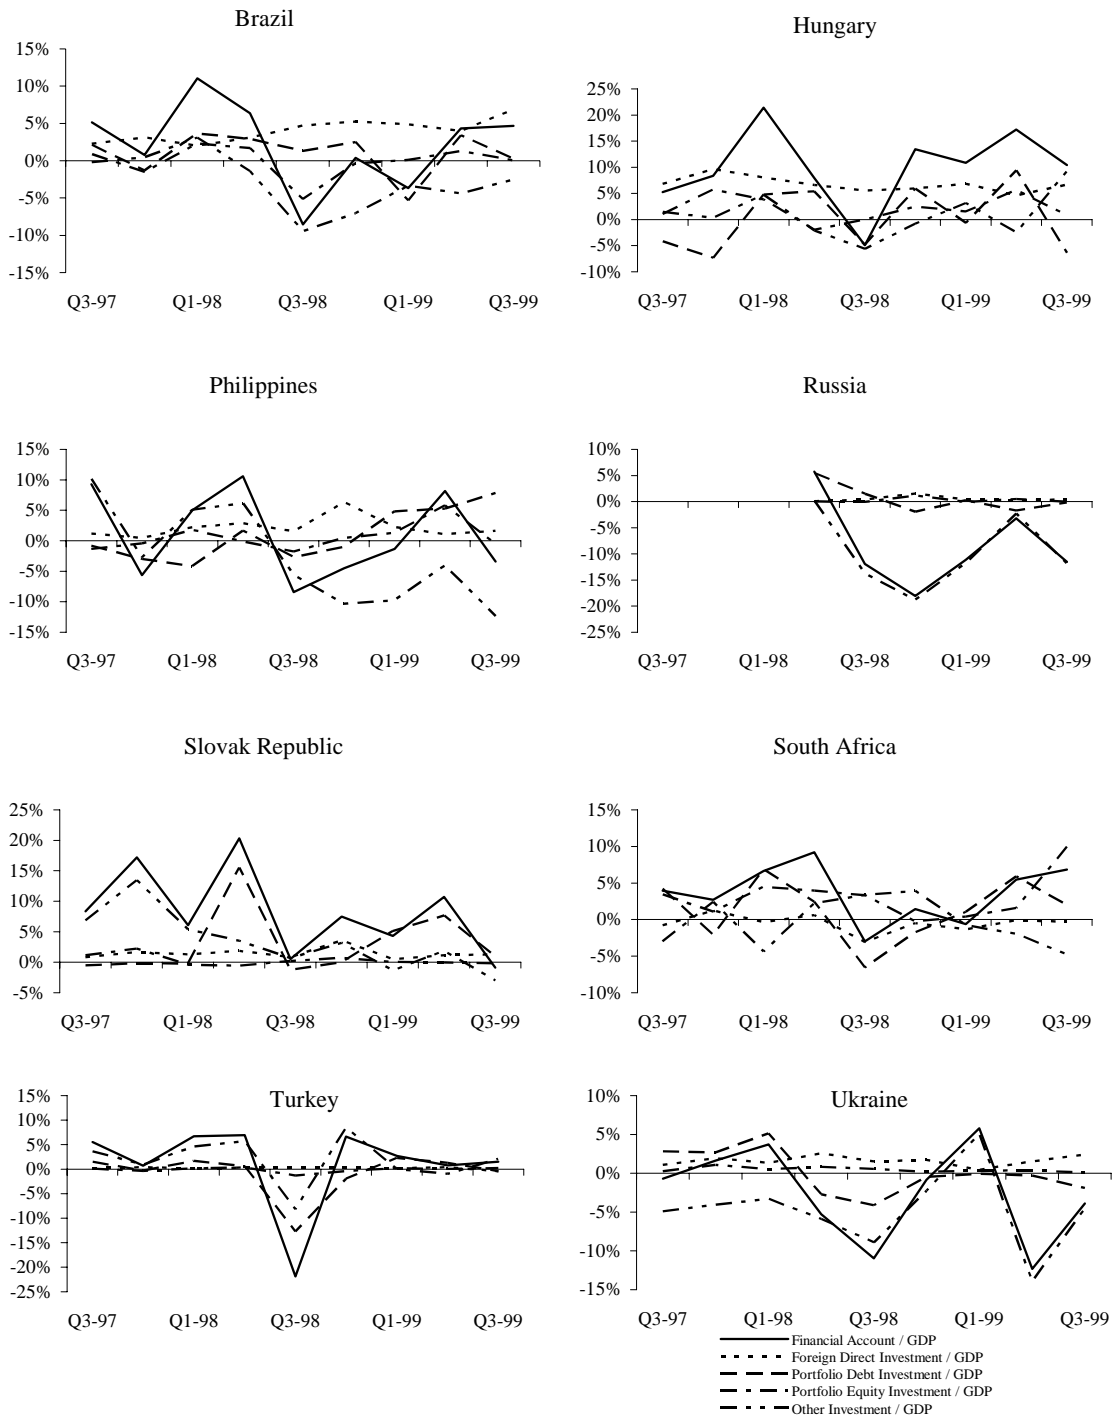 Brazil
15%
10%
5%
0%
-5%
-10%
-15%
Q3-97 Q1-98 Q3-98 Q1-99 Q3-99
Hungary
25%
20%
15%
10%
5%
0%
-5%
-10%
Q3-97 Q1-98 Q3-98 Q1-99 Q3-99
Philippines
15%
10%
5%
0%
-5%
-10%
-15%
Q3-97 Q1-98 Q3-98 Q1-99 Q3-99
Russia
10%
5%
0%
-5%
-10%
-15%
-20%
-25%
Q3-97 Q1-98 Q3-98 Q1-99 Q3-99
Slovak Republic
25%
20%
15%
10%
5%
0%
-5%
Q3-97 Q1-98 Q3-98 Q1-99 Q3-99
South Africa
15%
10%
5%
0%
-5%
-10%
Q3-97 Q1-98 Q3-98 Q1-99 Q3-99
Turkey
15%
10%
5%
0%
-5%
-10%
-15%
-20%
-25%
Q3-97 Q1-98 Q3-98 Q1-99 Q3-99
Ukraine
10%
5%
0%
-5%
-10%
-15%
Q3-97 Q1-98 Q3-98 Q1-99 Q3-99
Financial Account / GDP
Foreign Direct Investment / GDP
Portfolio Debt Investment / GDP
Portfolio Equity Investment / GDP
Other Investment / GDP